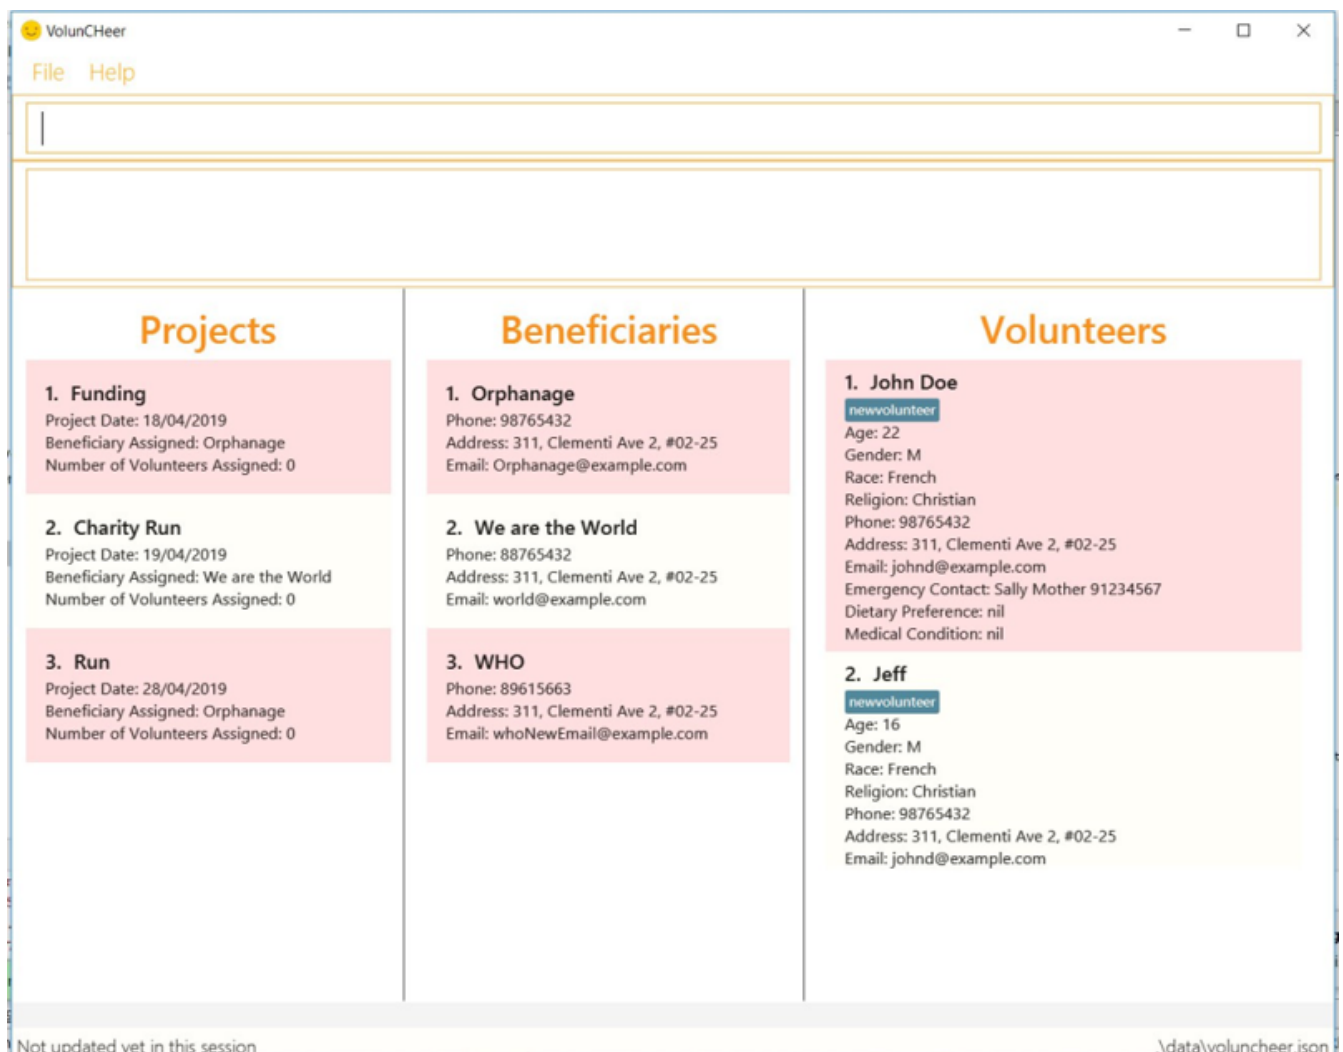 VolunCHeer
File Help
Projects
1. Funding
Project Date: 18/04/2019
Beneficiary Assigned: Orphanage
Number of Volunteers Assigned: 0
2. Charity Run
Project Date: 19/04/2019
Beneficiary Assigned: We are the World
Number of Volunteers Assigned: 0
3. Run
Project Date: 28/04/2019
Beneficiary Assigned: Orphanage
Number of Volunteers Assigned: 0
Beneficiaries
1. Orphanage
Phone: 98765432
Address: 311, Clementi Ave 2, #02-25
Email: Orphanage@example.com
2. We are the World
Phone: 88765432
Address: 311, Clementi Ave 2, #02-25
Email: world@example.com
3. WHO
Phone: 89615663
Address: 311, Clementi Ave 2, #02-25
Email: whoNewEmail@example.com
Volunteers
1. John Doe
newvolunteer
Age: 22
Gender: M
Race: French
Religion: Christian
Phone: 98765432
Address: 311, Clementi Ave 2, #02-25
Email: johnd@example.com
Emergency Contact: Sally Mother 91234567
Dietary Preference: nil
Medical Condition: nil
2. Jeff
newvolunteer
Age: 16
Gender: M
Race: French
Religion: Christian
Phone: 98765432
Address: 311, Clementi Ave 2, #02-25
Email: johnd@example.com
Not updated yet in this session
.\data\voluncheer.json